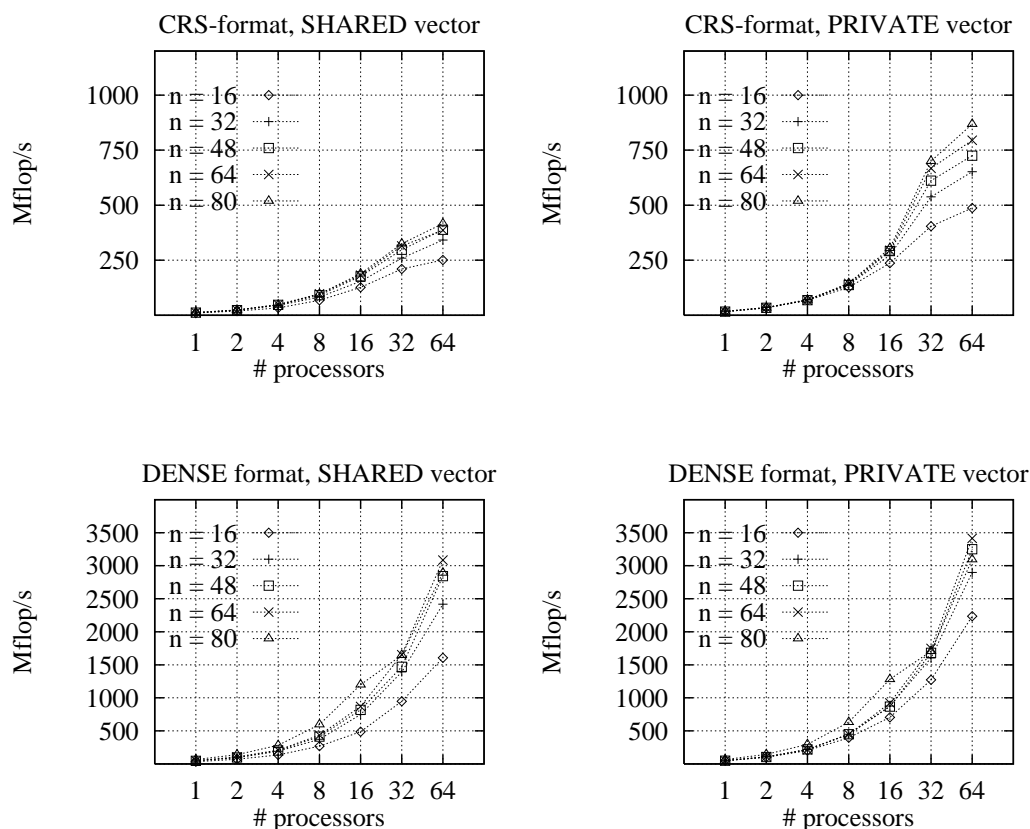 CRS-format, SHARED vector
Mflop/s
1000
750
500
250
n = 16
n = 32
n = 48
n = 64
n = 80
1 2 4 8 16 32 64
# processors
CRS-format, PRIVATE vector
Mflop/s
1000
750
500
250
n = 16
n = 32
n = 48
n = 64
n = 80
1 2 4 8 16 32 64
# processors
DENSE format, SHARED vector
Mflop/s
3500
3000
2500
2000
1500
1000
500
n = 16
n = 32
n = 48
n = 64
n = 80
1 2 4 8 16 32 64
# processors
DENSE format, PRIVATE vector
Mflop/s
3500
3000
2500
2000
1500
1000
500
n = 16
n = 32
n = 48
n = 64
n = 80
1 2 4 8 16 32 64
# processors